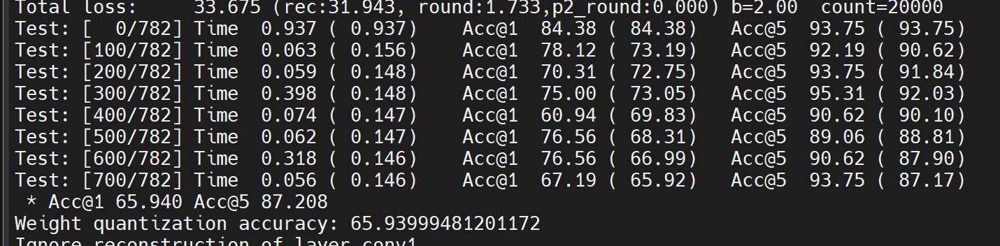 Total loss:     33.675 (rec:31.943, round:1.733,p2_round:0.000) b=2.00  count=20000
Test: [  0/782] Time  0.937 ( 0.937)    Acc@1  84.38 ( 84.38)   Acc@5  93.75 ( 93.75)
Test: [100/782] Time  0.063 ( 0.156)    Acc@1  78.12 ( 73.19)   Acc@5  92.19 ( 90.62)
Test: [200/782] Time  0.059 ( 0.148)    Acc@1  70.31 ( 72.75)   Acc@5  93.75 ( 91.84)
Test: [300/782] Time  0.398 ( 0.148)    Acc@1  75.00 ( 73.05)   Acc@5  95.31 ( 92.03)
Test: [400/782] Time  0.074 ( 0.147)    Acc@1  60.94 ( 69.83)   Acc@5  90.62 ( 90.10)
Test: [500/782] Time  0.062 ( 0.147)    Acc@1  76.56 ( 68.31)   Acc@5  89.06 ( 88.81)
Test: [600/782] Time  0.318 ( 0.146)    Acc@1  76.56 ( 66.99)   Acc@5  90.62 ( 87.90)
Test: [700/782] Time  0.056 ( 0.146)    Acc@1  67.19 ( 65.92)   Acc@5  93.75 ( 87.17)
 * Acc@1 65.940 Acc@5 87.208
Weight quantization accuracy: 65.93999481201172
Ignore reconstruction of layer conv1